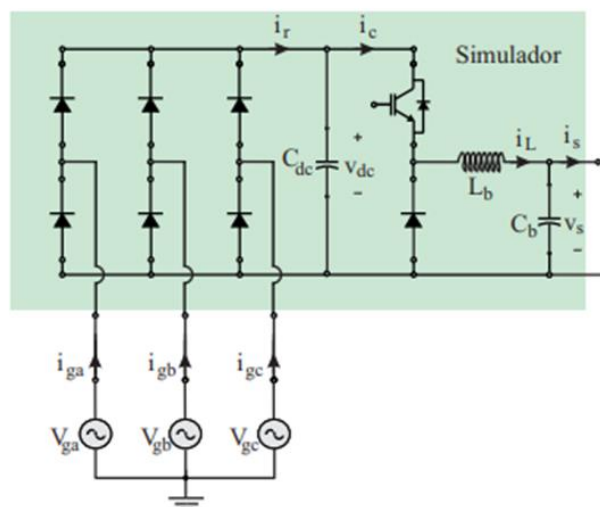 i_r
i_c
Simulador
+
C_dc
v_dc
-
i_L
i_s
L_b
+
C_b
v_s
-
i_ga
i_gb
i_gc
V_ga
V_gb
V_gc